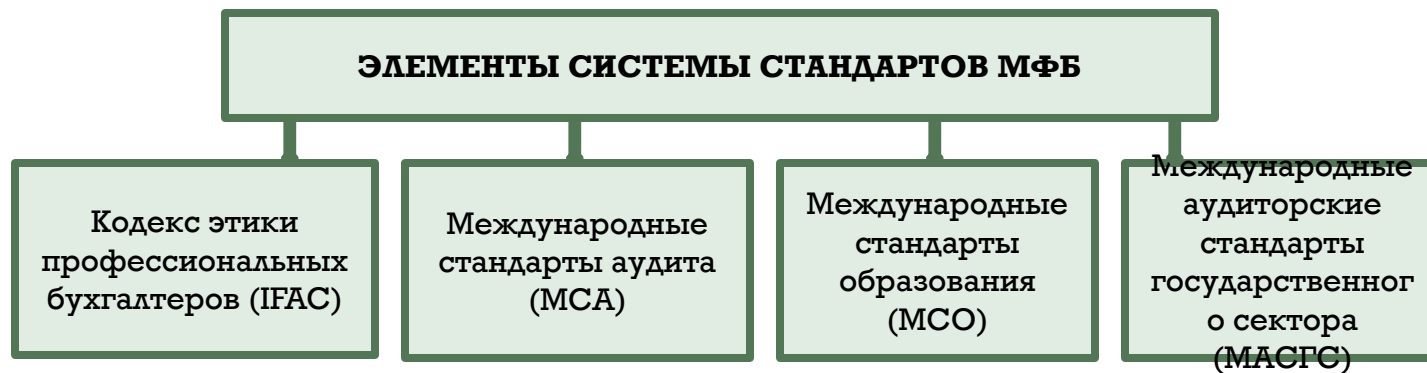 ЭЛЕМЕНТЫ СИСТЕМЫ СТАНДАРТОВ МФБ
Кодекс этики
профессиональных
бухгалтеров (IFAC)
Международные
стандарты аудита
(МСА)
Международные
стандарты
образования
(МСО)
Международные
аудиторские
стандарты
государственног
о сектора
(МАСГС)